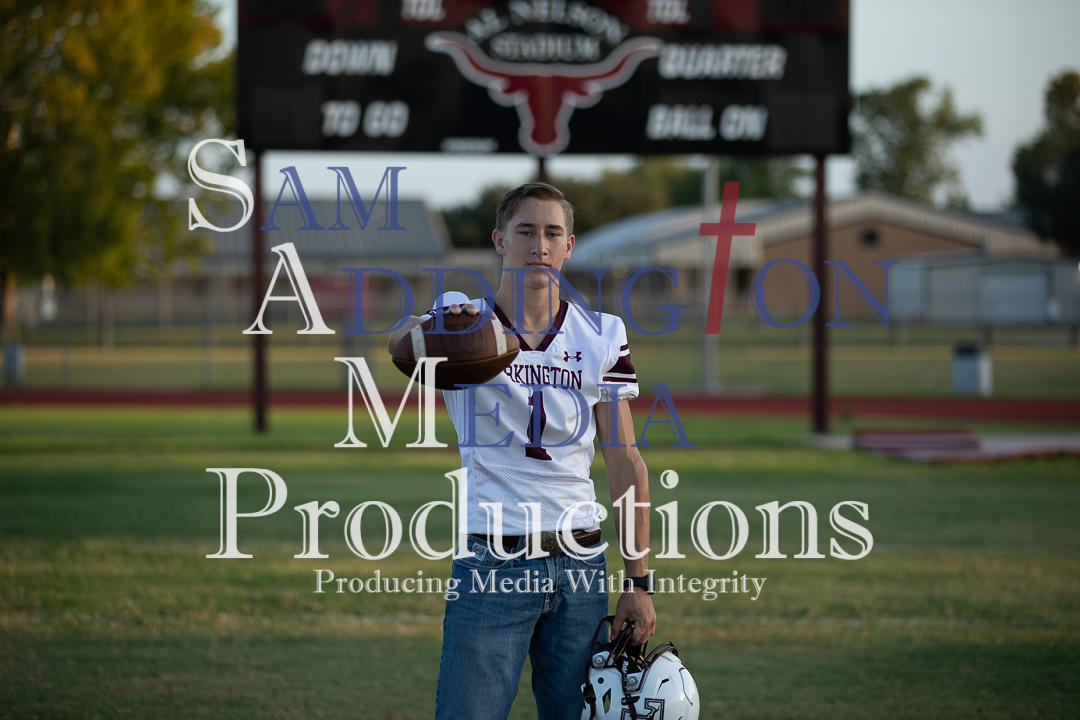 TOL TOL
AL NELSON
STADIUM
DOWN QUARTER
TO GO BALL ON
SAM
ADDINGTON
MEDIA
Productions
Producing Media With Integrity
RKINGTON
1